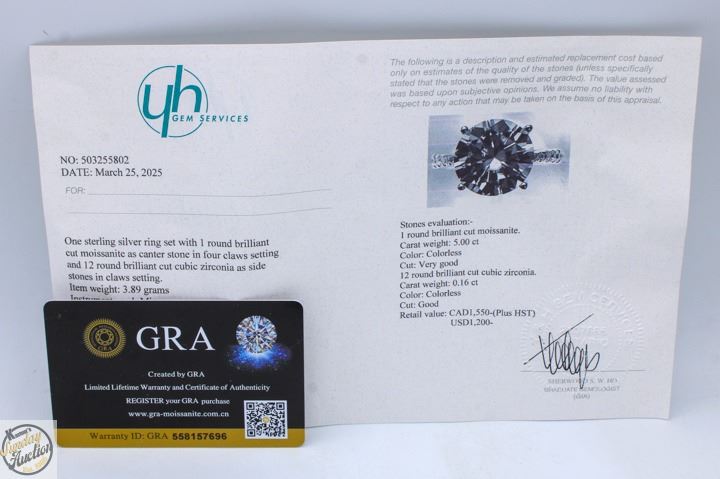 yh
GEM SERVICES
NO: 503255802
DATE: March 25, 2025
FOR:
One sterling silver ring set with 1 round brilliant
cut moissanite as canter stone in four claws setting
and 12 round brilliant cut cubic zirconia as side
stones in claws setting.
Item weight: 3.89 grams
The following is a description and estimated replacement cost based
only on estimates of the quality of the stones (unless specifically
stated that the stones were removed and graded). The value assessed
was based upon subjective opinions. We assume no liability with
respect to any action that may be taken on the basis of this appraisal.
Stones evaluation:-
1 round brilliant cut moissanite.
Carat weight: 5.00 ct
Color: Colorless
Cut: Very good
12 round brilliant cut cubic zirconia.
Carat weight: 0.16 ct
Color: Colorless
Cut: Good
Retail value: CAD1,550-(Plus HST)
USD1,200-
SHERWOOD S. W. HO
GRADUATE GEMOLOGIST
(GIA)
GRA
GRA
Created by GRA
Limited Lifetime Warranty and Certificate of Authenticity
REGISTER your GRA purchase
www.gra-moissanite.com.cn
Warranty ID: GRA 558157696
Sunday
Auction